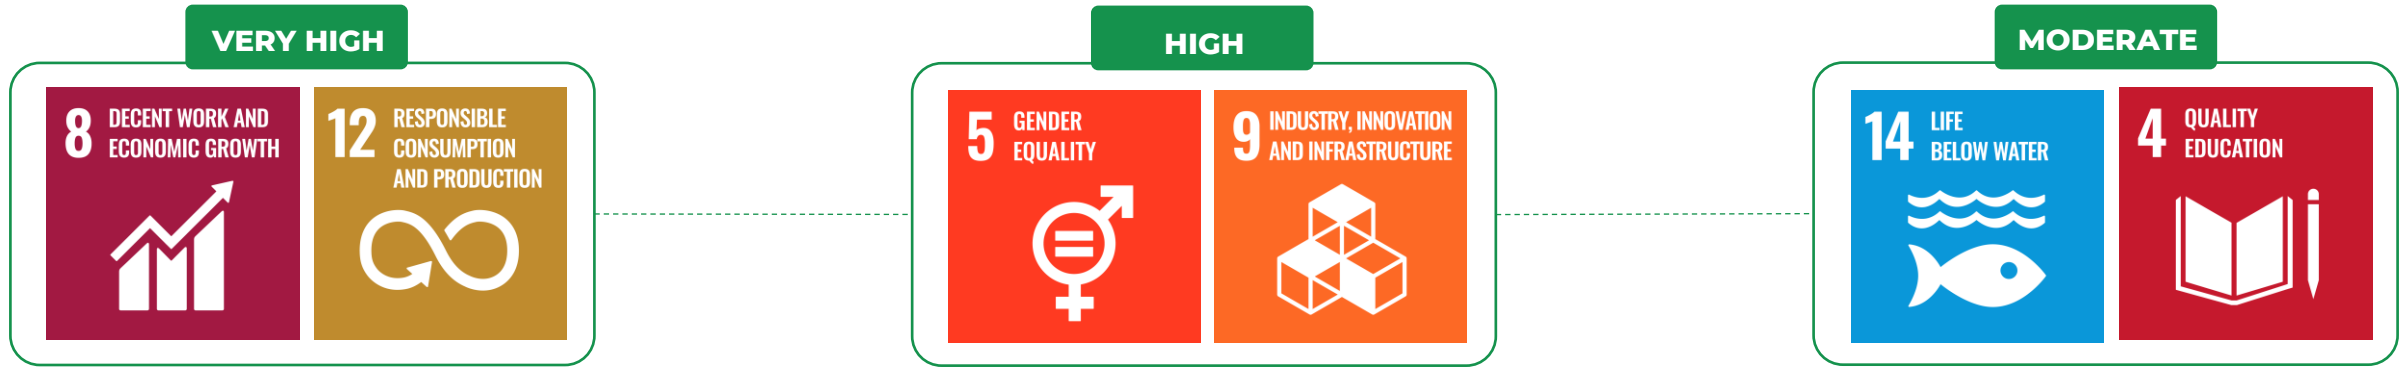 VERY HIGH
8 DECENT WORK AND
ECONOMIC GROWTH
12 RESPONSIBLE
CONSUMPTION
AND PRODUCTION
HIGH
5 GENDER
EQUALITY
9 INDUSTRY, INNOVATION
AND INFRASTRUCTURE
MODERATE
14 LIFE
BELOW WATER
4 QUALITY
EDUCATION